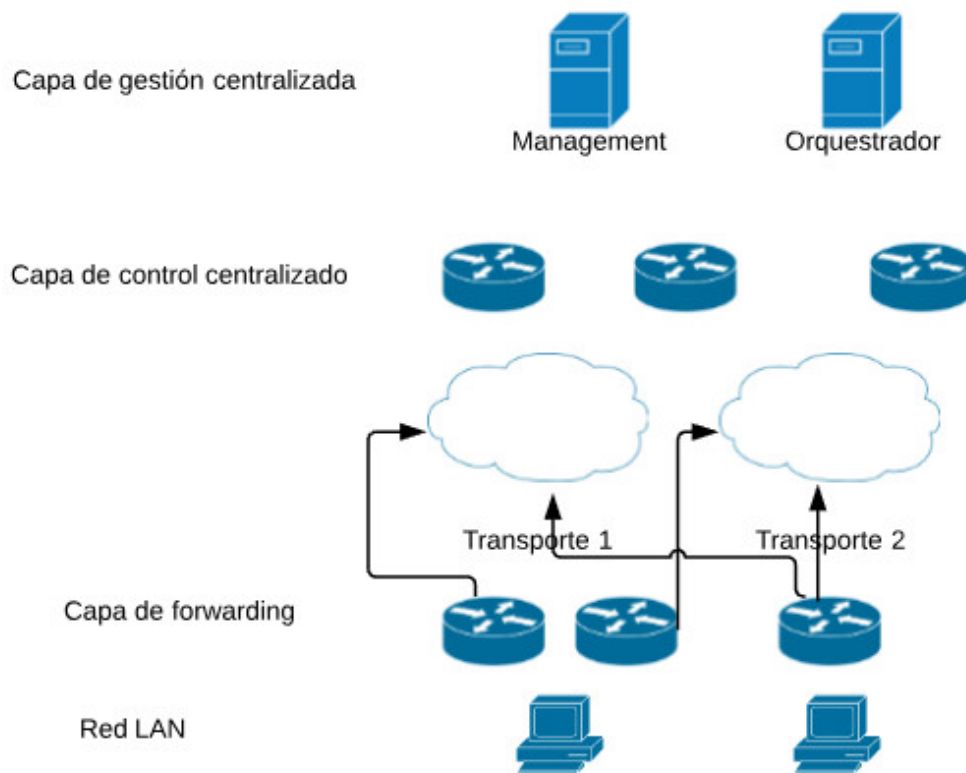 Capa de gestión centralizada
Management
Orquestrador
Capa de control centralizado
Transporte 1
Transporte 2
Capa de forwarding
Red LAN